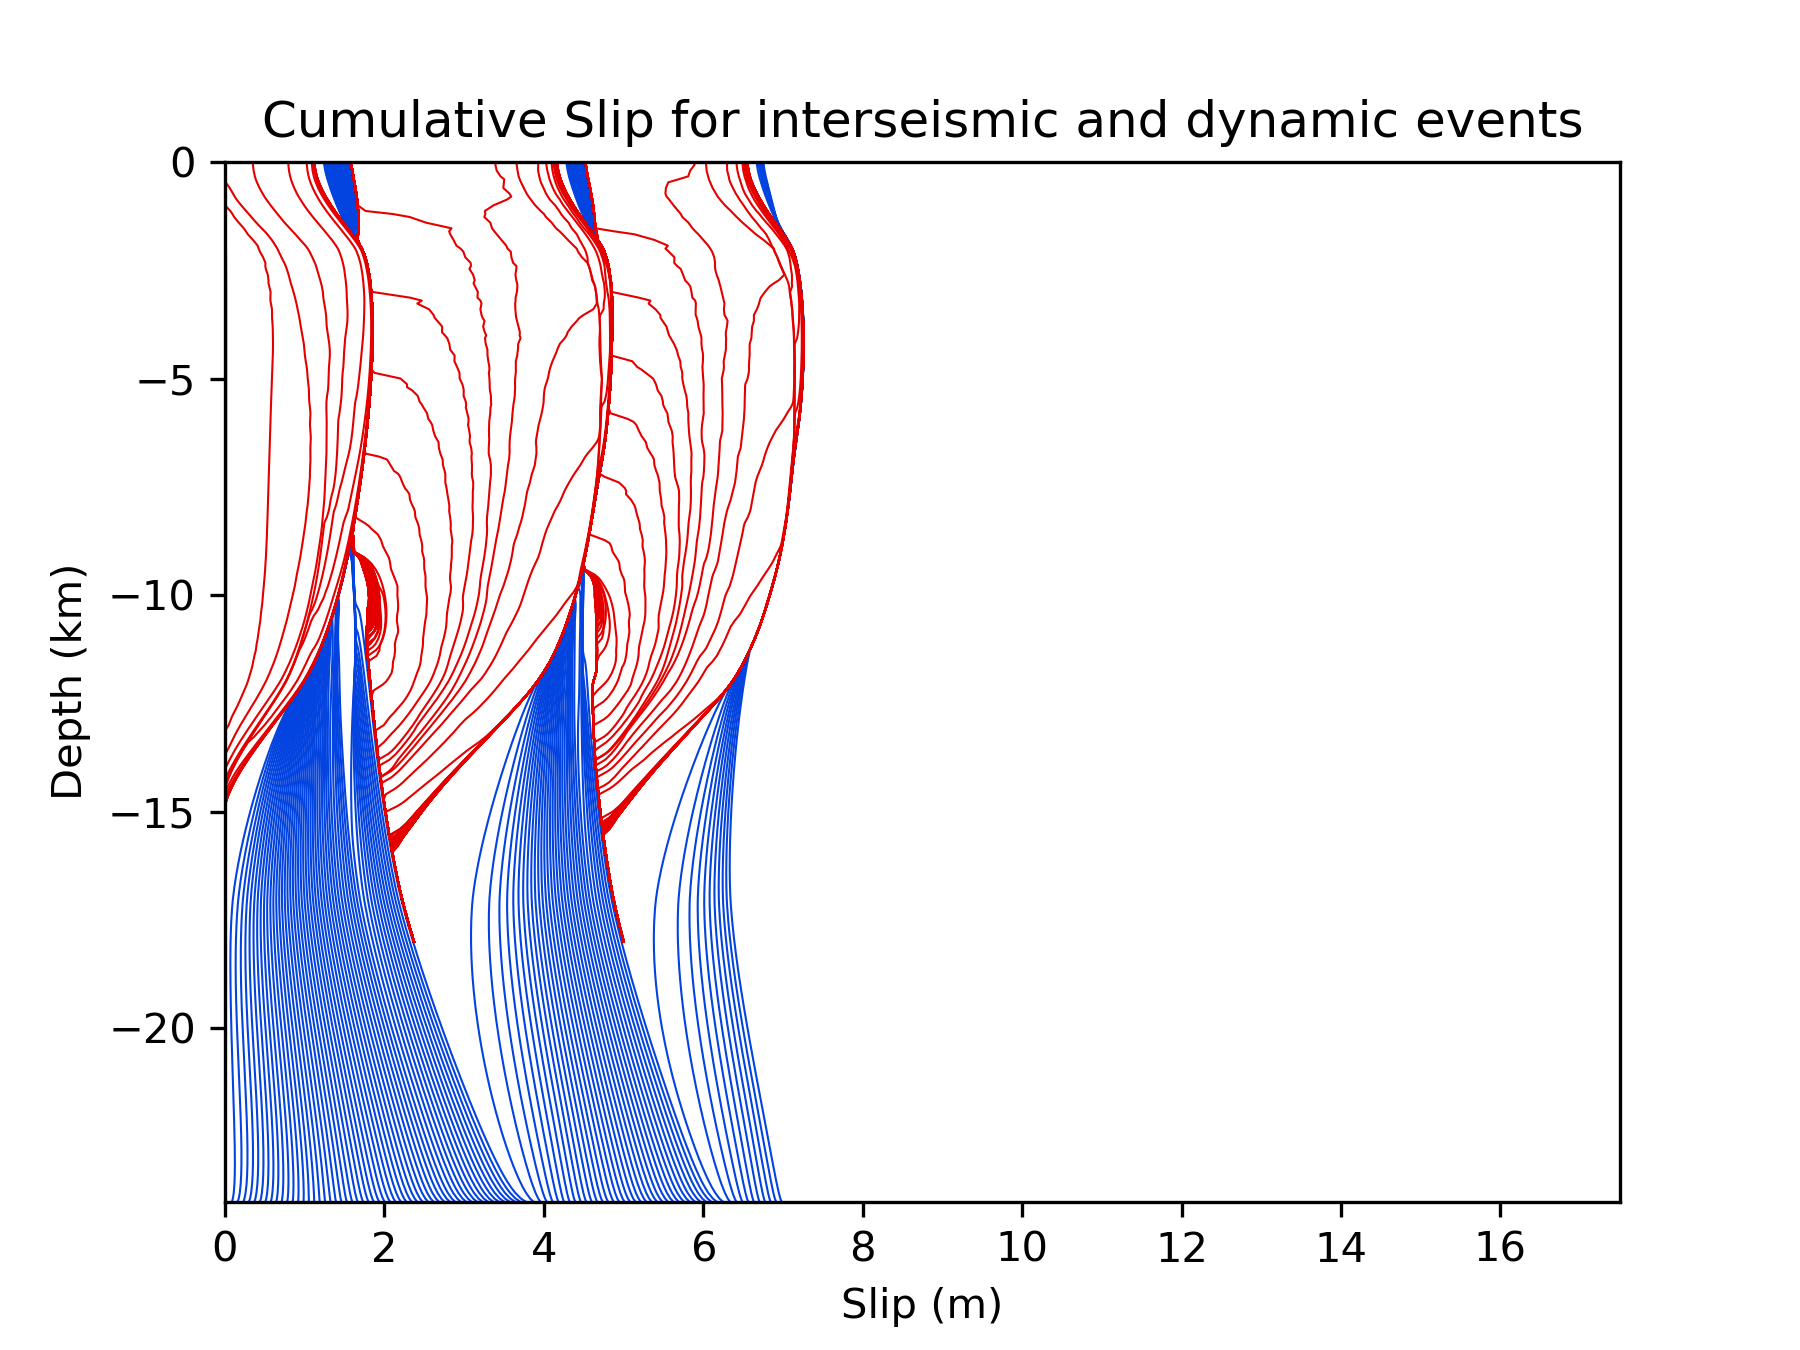 Cumulative Slip for interseismic and dynamic events
0
−5
−10
−15
−20
Depth (km)
0 2 4 6 8 10 12 14 16
Slip (m)